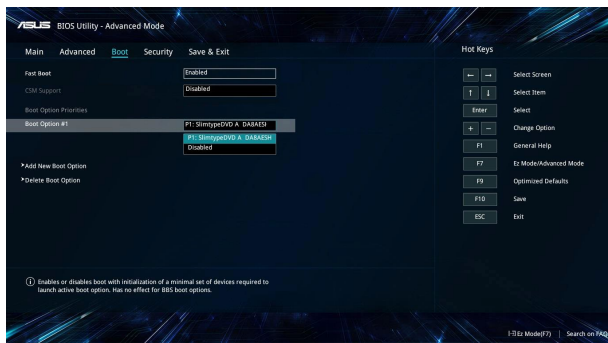 ASUS BIOS Utility - Advanced Mode
Main Advanced Boot Security Save & Exit
Hot Keys
Fast Boot Enabled
CSM Support Disabled
Boot Option Priorities
Boot Option #1 P1: SlimtypeDVD A DA8AESI
P1: SlimtypeDVD A DA8AESH
Disabled
Add New Boot Option
Delete Boot Option
← → Select Screen
↑ ↓ Select Item
Enter Select
+ − Change Option
F1 General Help
F7 Ez Mode/Advanced Mode
F9 Optimized Defaults
F10 Save
ESC Exit
Enables or disables boot with initialization of a minimal set of devices required to
launch active boot option. Has no effect for BBS boot options.
Ez Mode(F7) | Search on FAQ